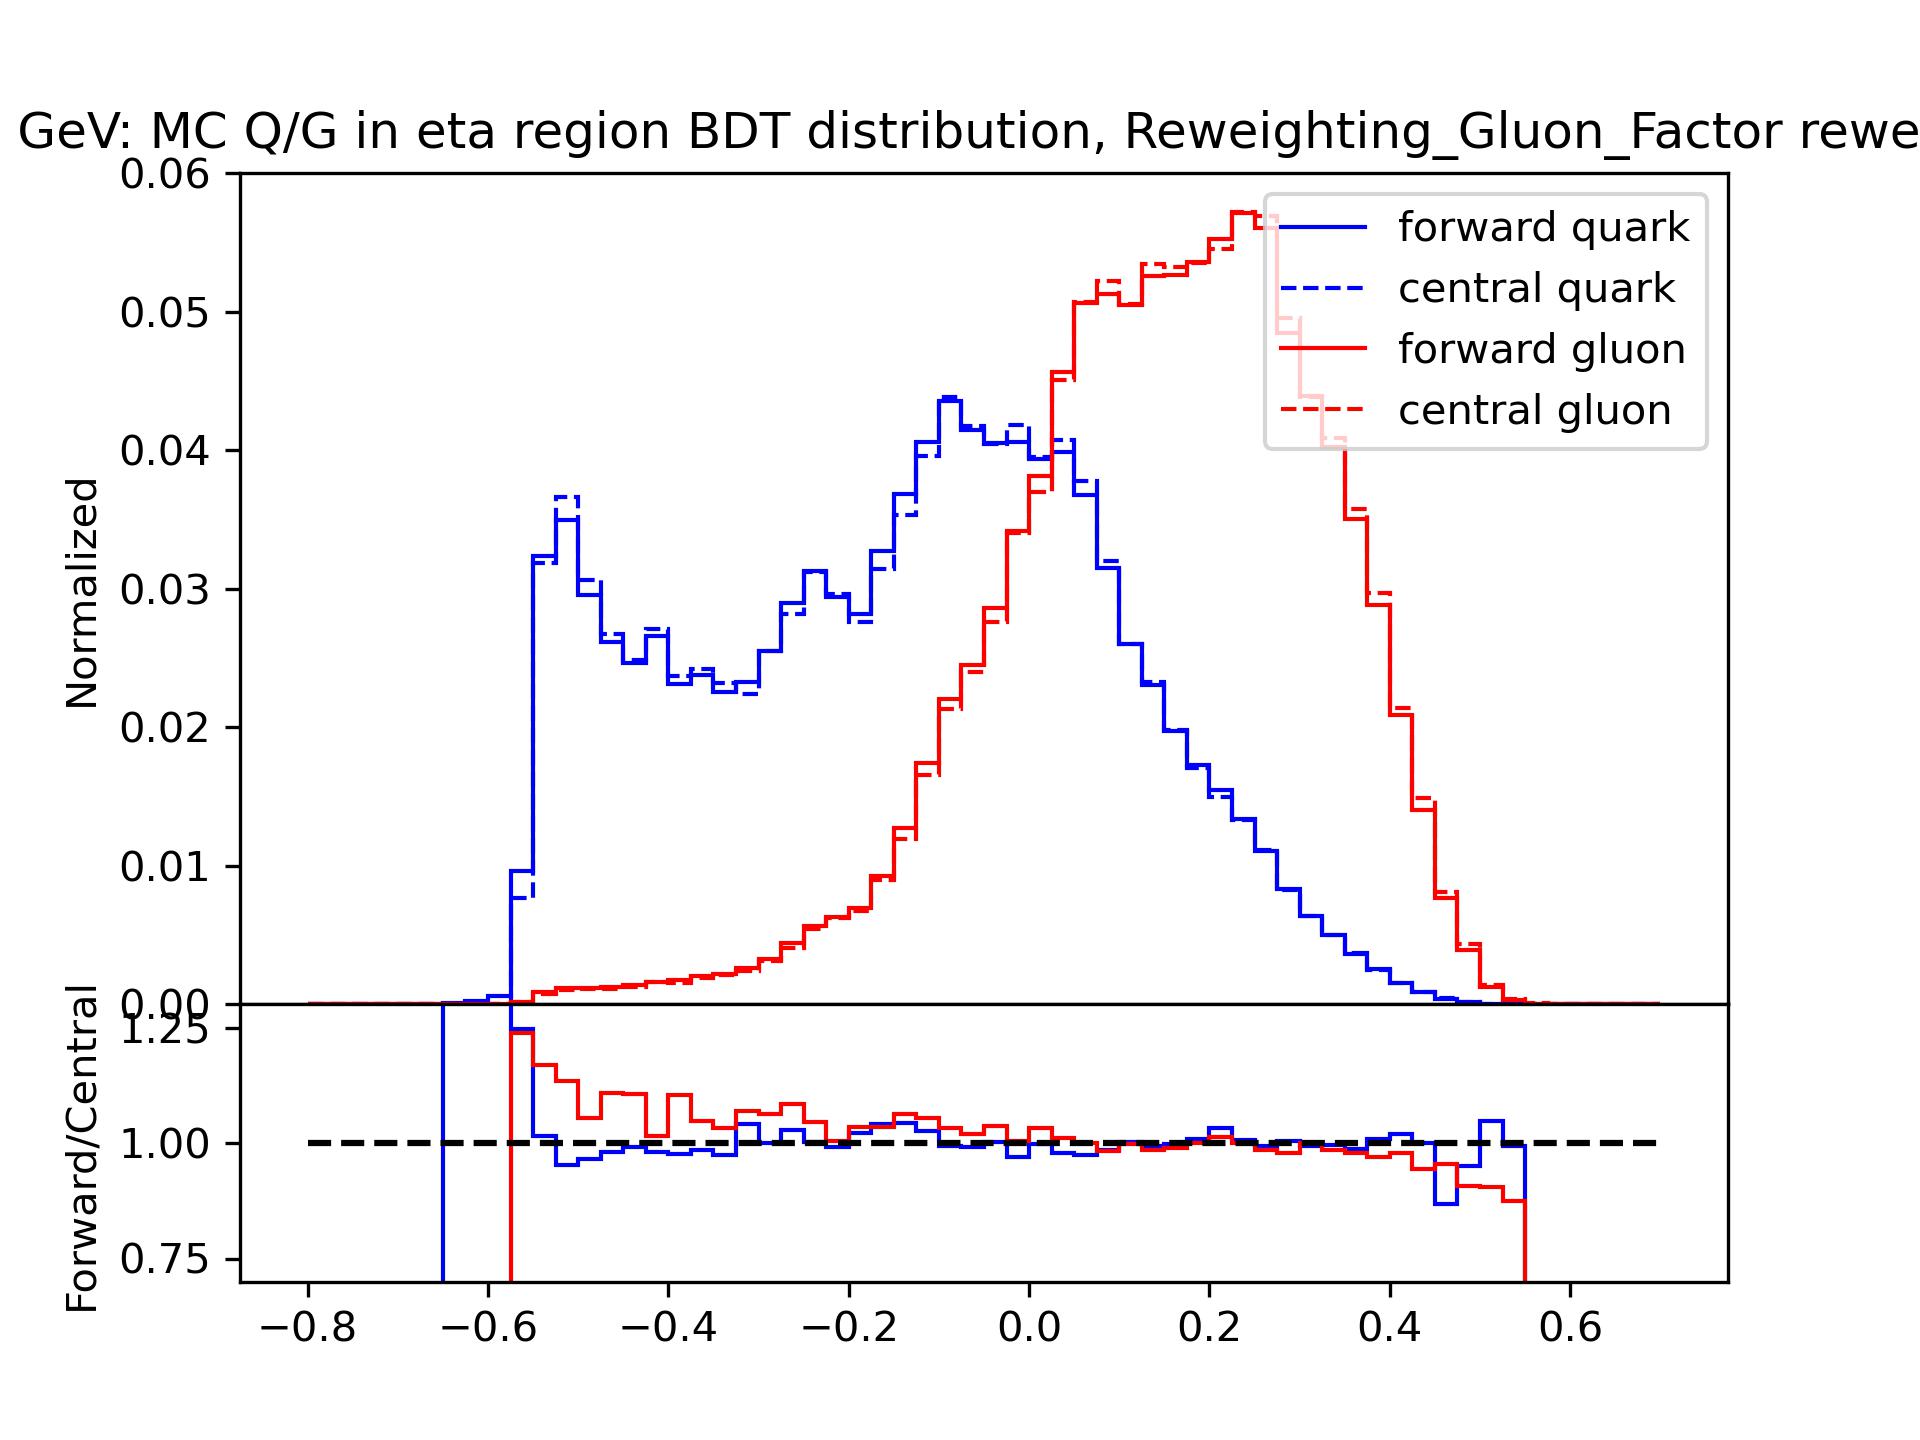 GeV: MC Q/G in eta region BDT distribution, Reweighting_Gluon_Factor rewe
0.06
0.05
0.04
0.03
0.02
0.01
0.00
Normalized
forward quark
central quark
forward gluon
central gluon
1.25
1.00
0.75
Forward/Central
−0.8 −0.6 −0.4 −0.2 0.0 0.2 0.4 0.6